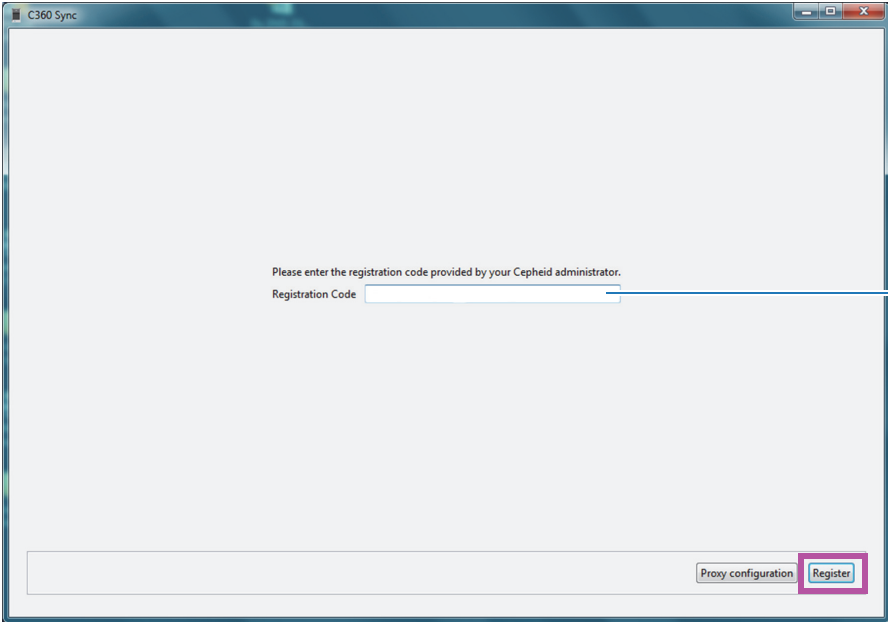 C360 Sync
Please enter the registration code provided by your Cepheid administrator.
Registration Code
Proxy configuration
Register